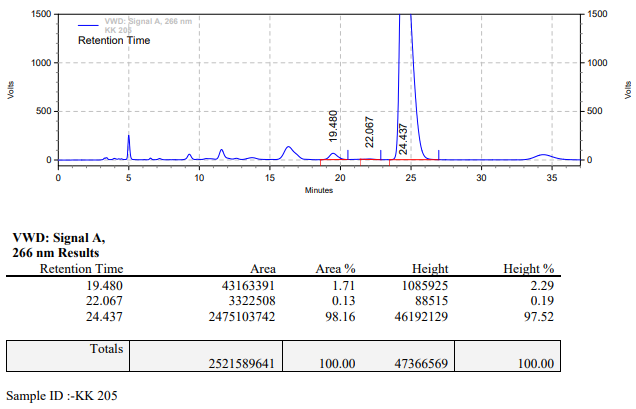 1500
1500
VWD: Signal A, 266 nm
KK 205
Retention Time
1000
1000
Volts
Volts
500
500
19.480
22.067
24.437
0
0
0
5
10
15
20
25
30
35
Minutes
VWD: Signal A,
266 nm Results
Retention Time Area Area % Height Height %
19.480 43163391 1.71 1085925 2.29
22.067 3322508 0.13 88515 0.19
24.437 2475103742 98.16 46192129 97.52
Totals
2521589641 100.00 47366569 100.00
Sample ID :-KK 205